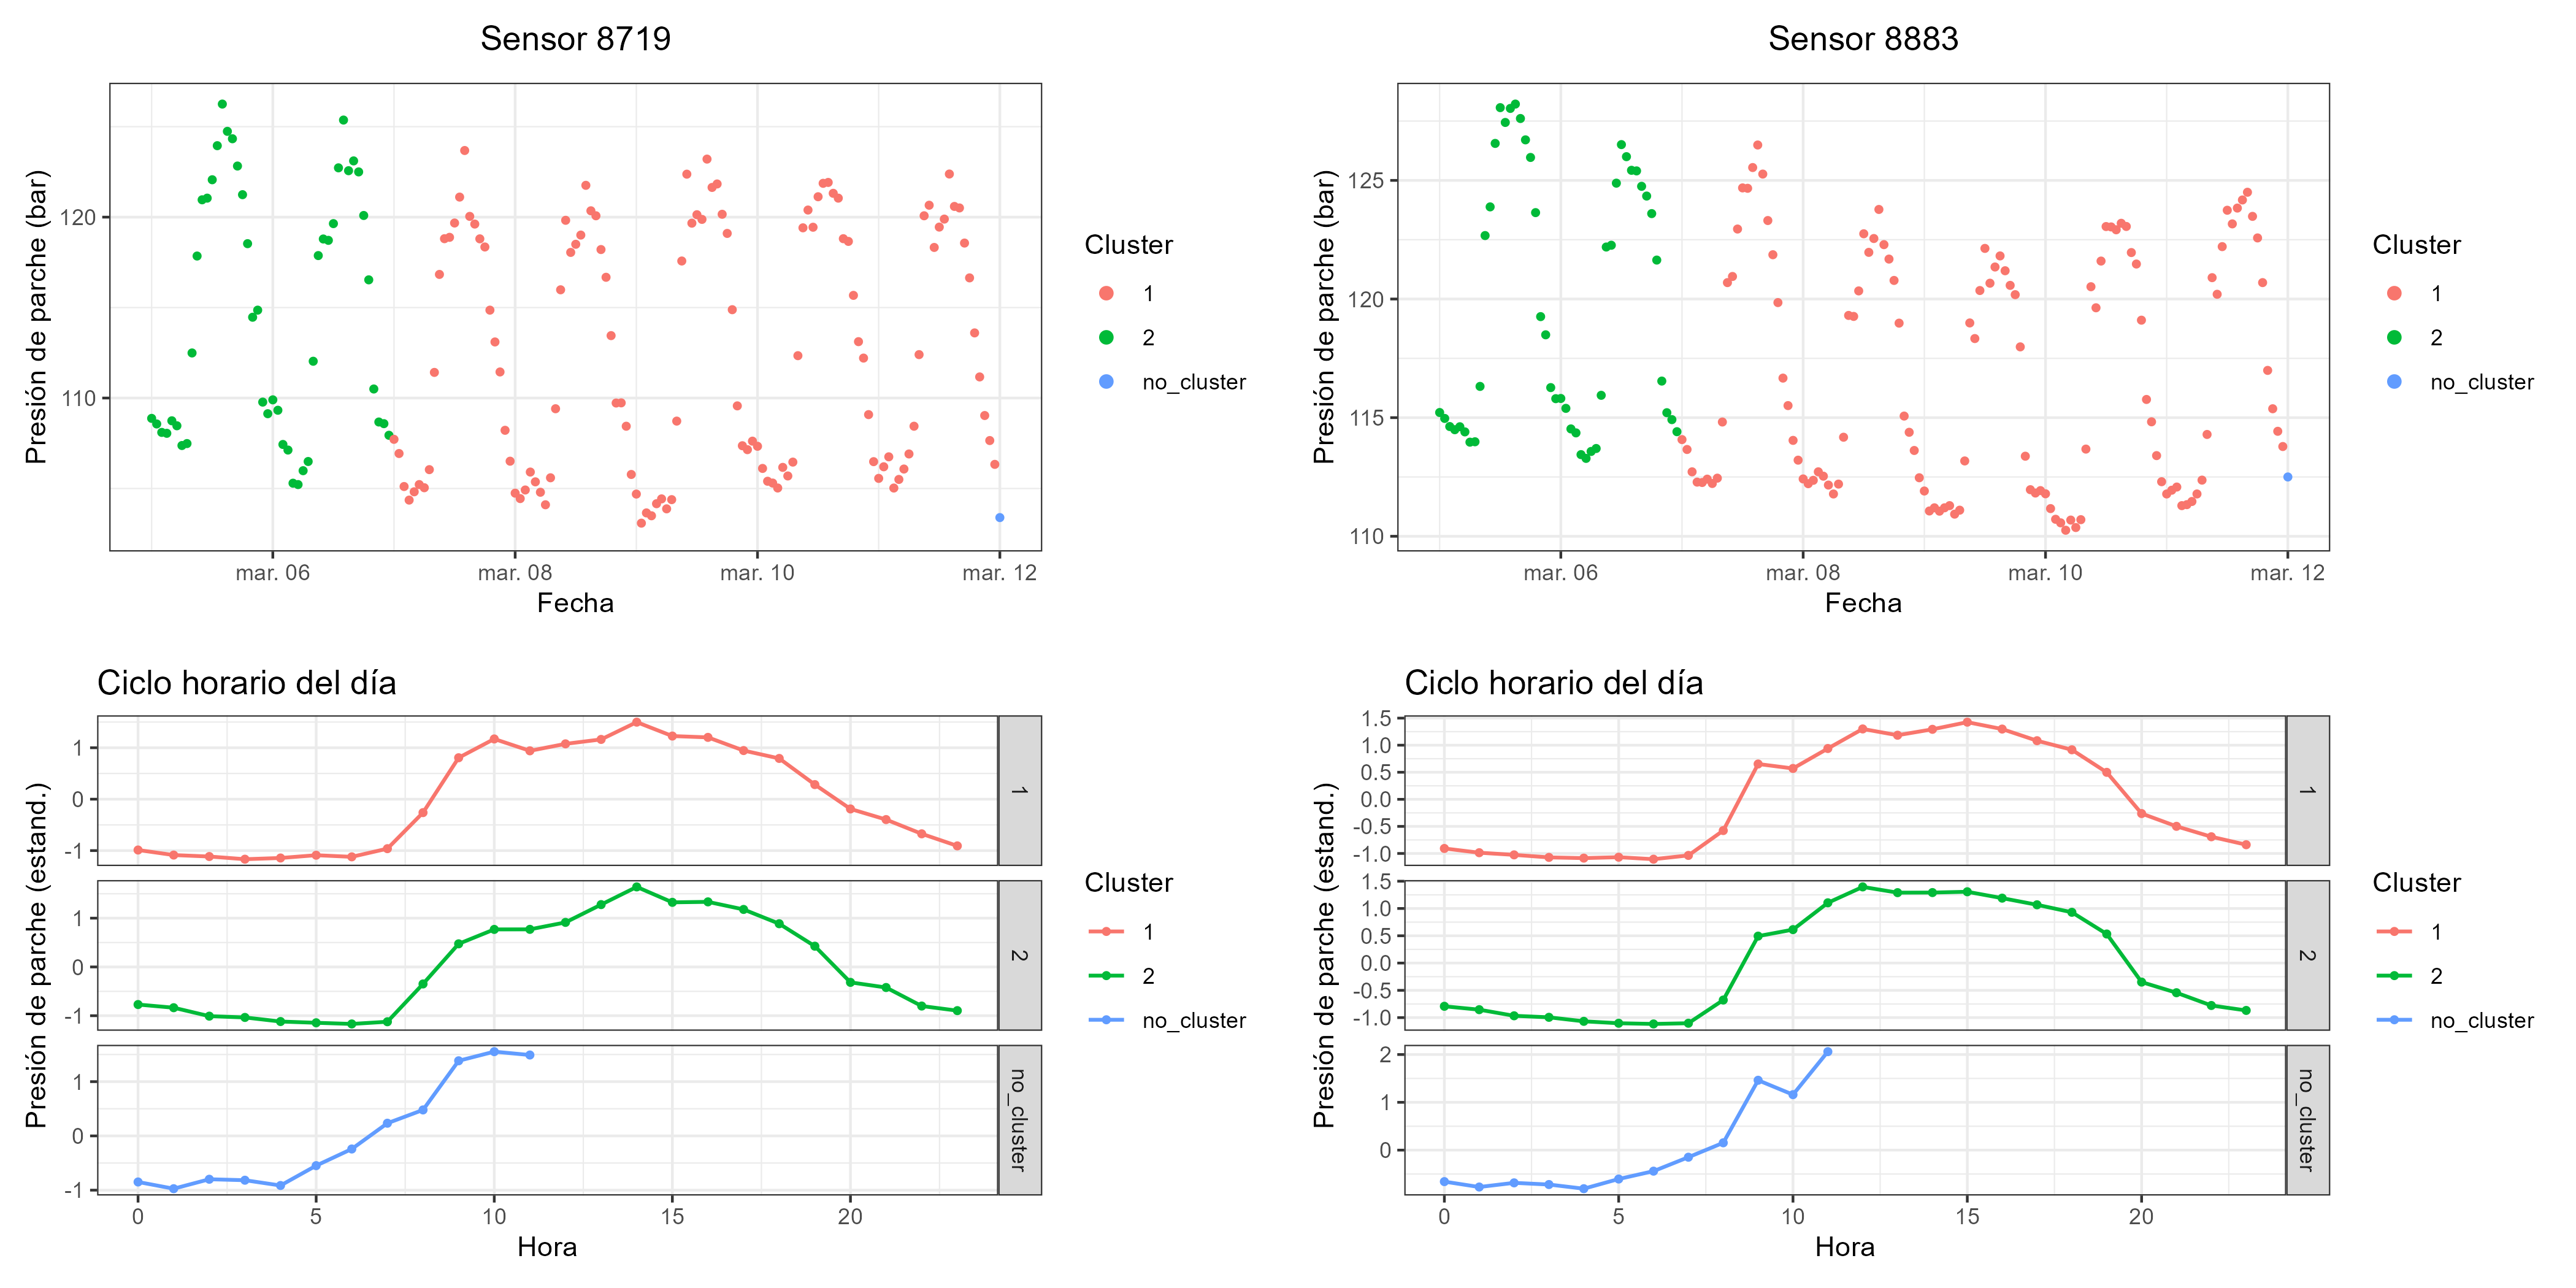 Sensor 8719
Presión de parche (bar)
120
110
mar. 06
mar. 08
mar. 10
mar. 12
Fecha
Cluster
1
2
no_cluster
Sensor 8883
Presión de parche (bar)
125
120
115
110
mar. 06
mar. 08
mar. 10
mar. 12
Fecha
Cluster
1
2
no_cluster
Ciclo horario del día
Presión de parche (estand.)
1
0
-1
1
1
0
-1
2
1
0
-1
no_cluster
0
5
10
15
20
Hora
Cluster
1
2
no_cluster
Ciclo horario del día
Presión de parche (estand.)
1.5
1.0
0.5
0.0
-0.5
-1.0
1
1.5
1.0
0.5
0.0
-0.5
-1.0
2
2
1
0
no_cluster
0
5
10
15
20
Hora
Cluster
1
2
no_cluster